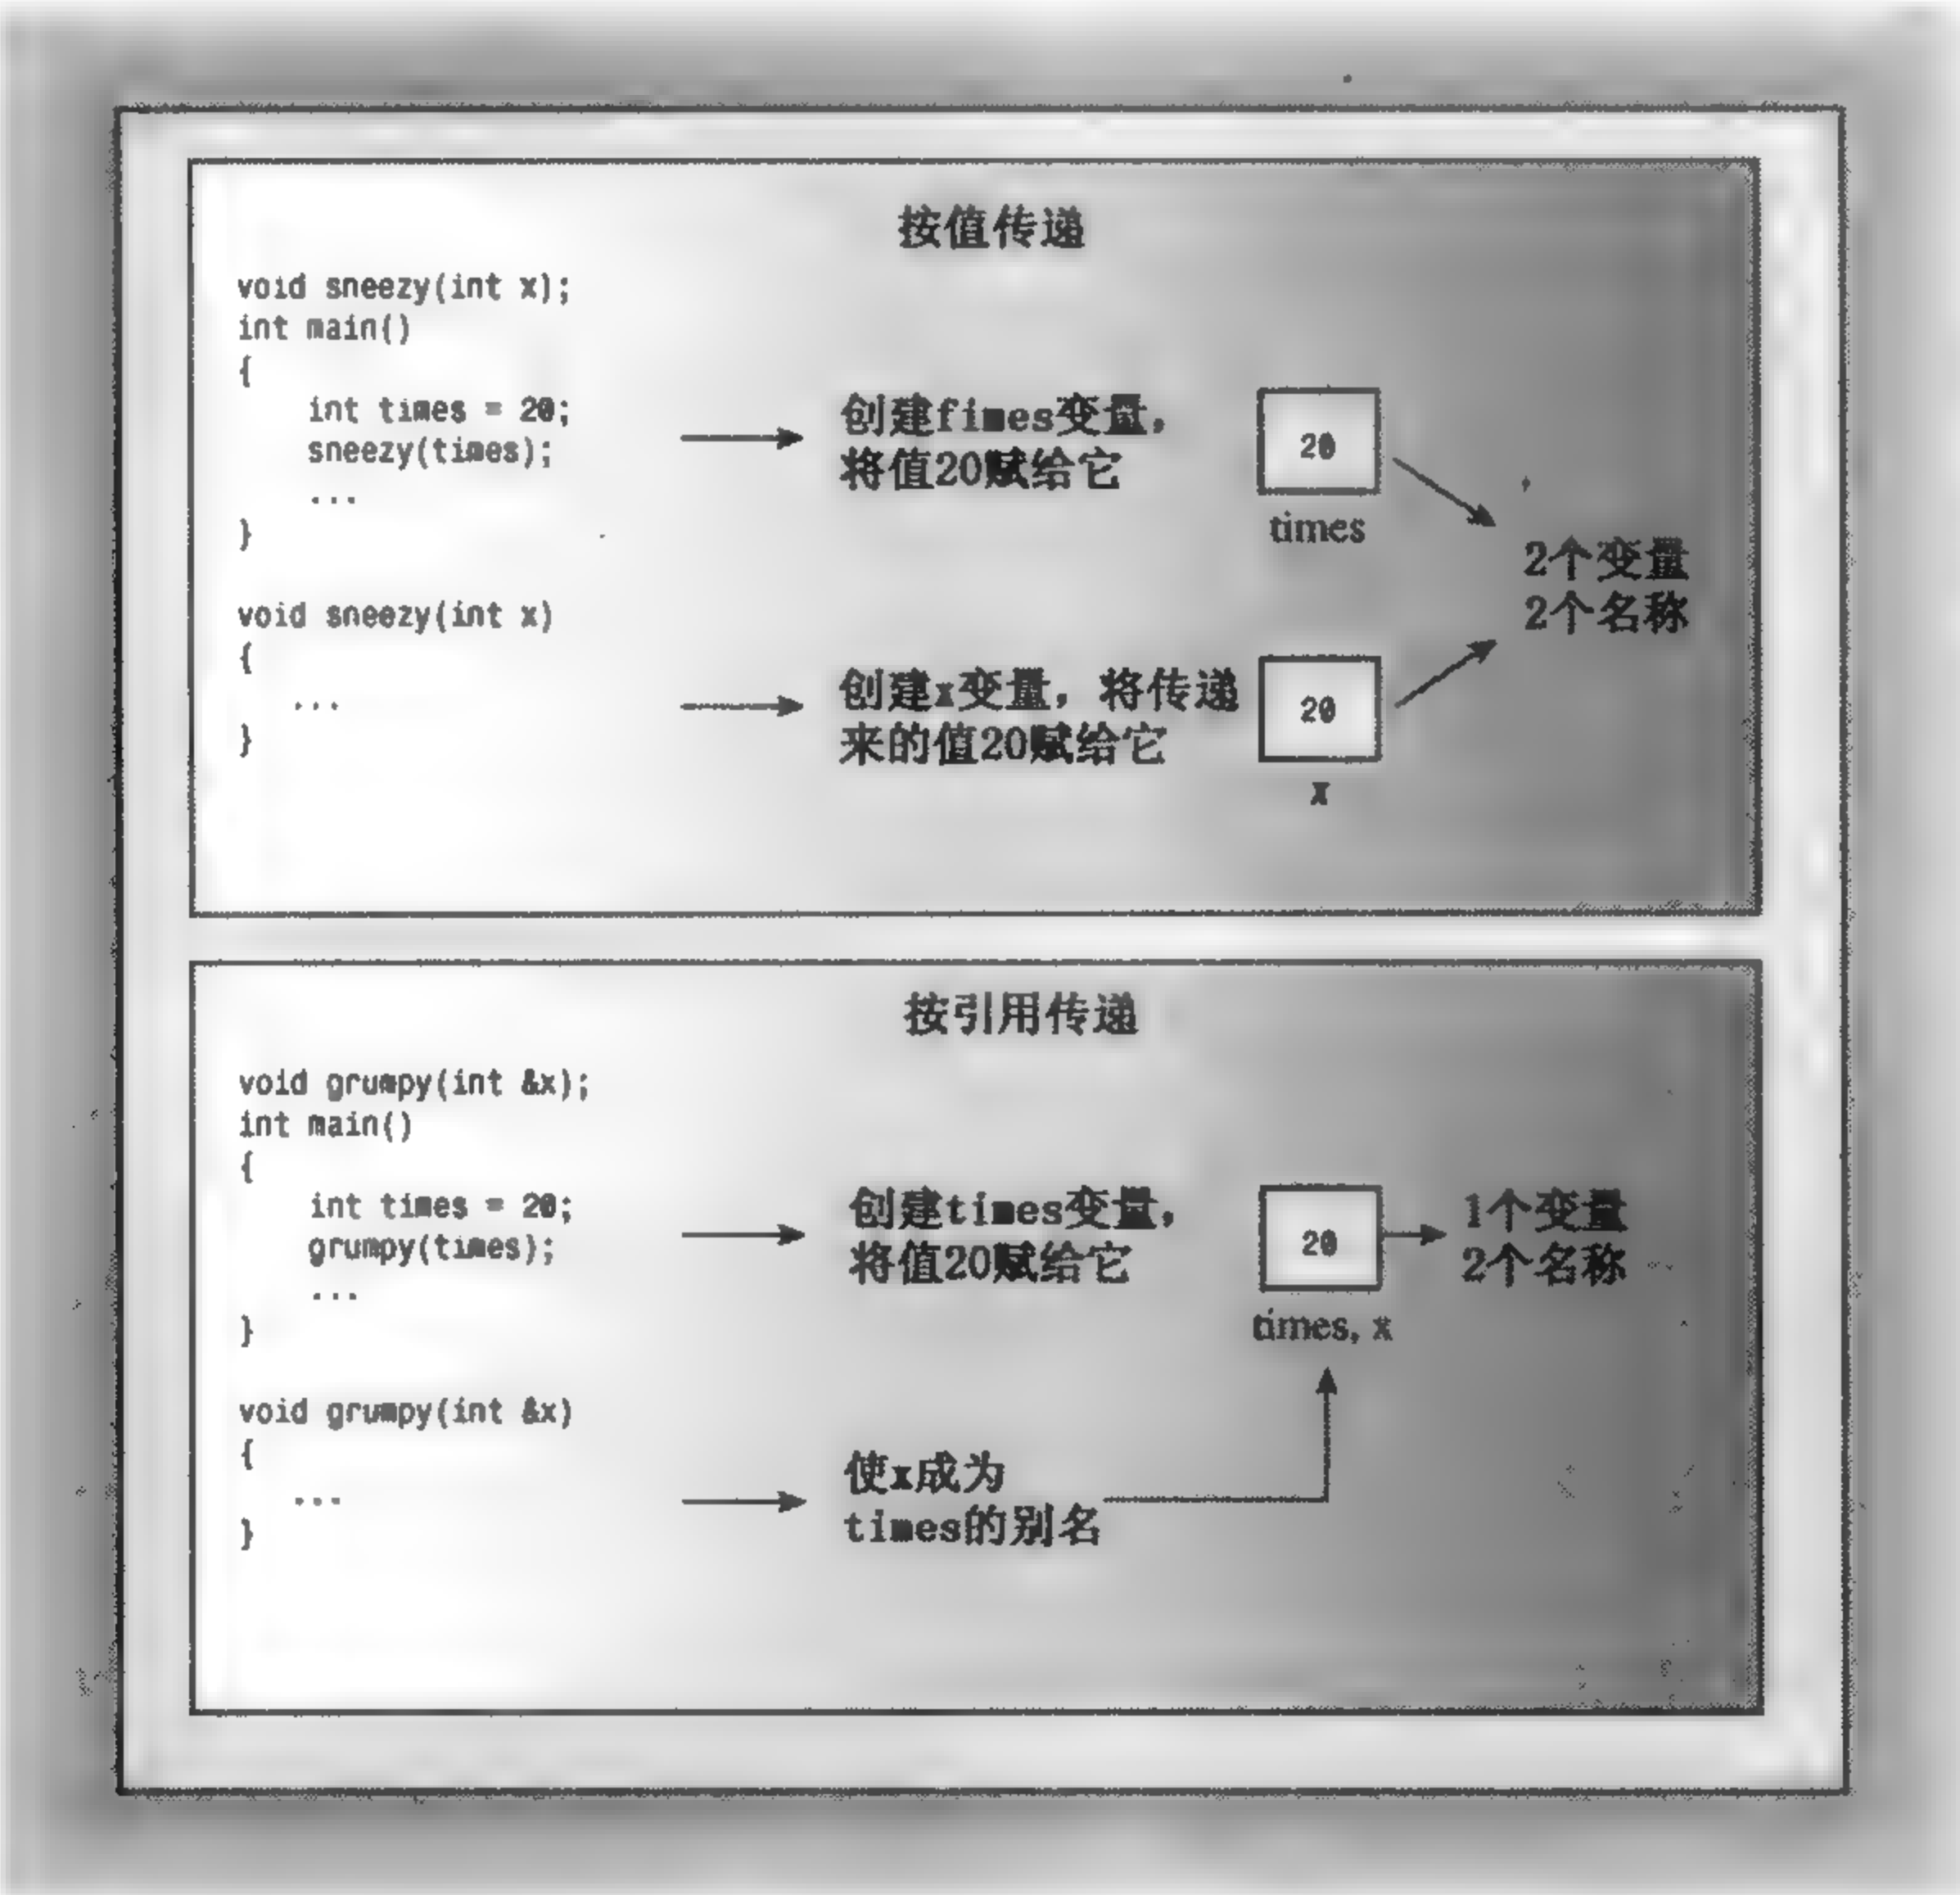 按值传递
void sneezy(int x);
int main()
{
int times = 20;
sneezy(times);
...
}
void sneezy(int x)
{
...
}
创建fimes变量，
将值20赋给它
20
times
创建x变量，将传递
来的值20赋给它
20
x
2个变量
2个名称
按引用传递
void grumpy(int &x);
int main()
{
int times = 20;
grumpy(times);
...
}
void grumpy(int &x)
{
...
}
创建times变量，
将值20赋给它
20
times, x
1个变量
2个名称
使x成为
times的别名